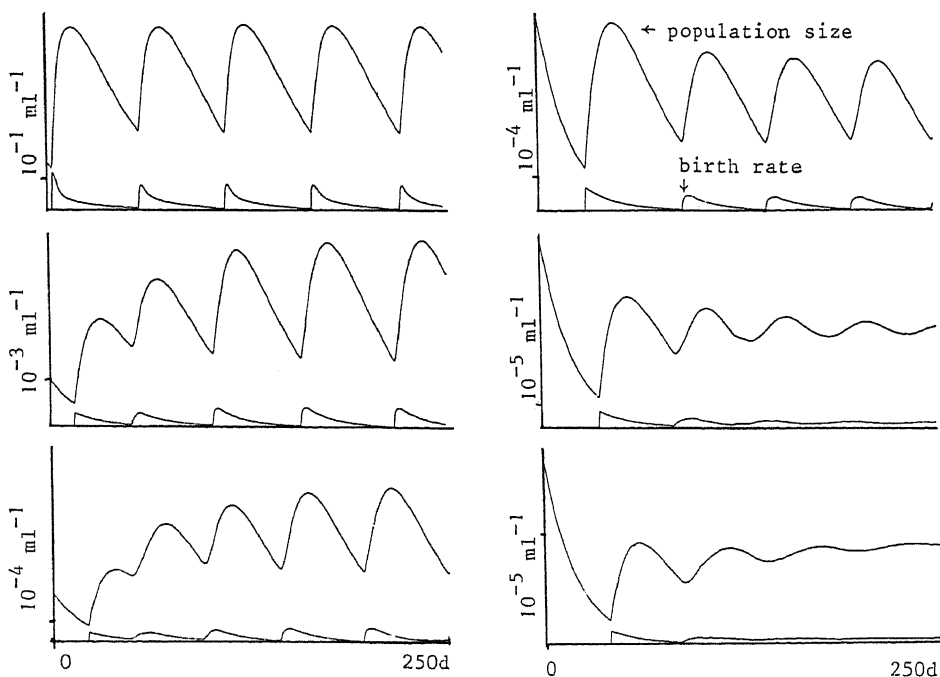 10⁻¹ ml⁻¹
← population size
10⁻⁴ ml⁻¹
birth rate
↓
10⁻³ ml⁻¹
10⁻⁵ ml⁻¹
10⁻⁴ ml⁻¹
10⁻⁵ ml⁻¹
0 250d
0 250d